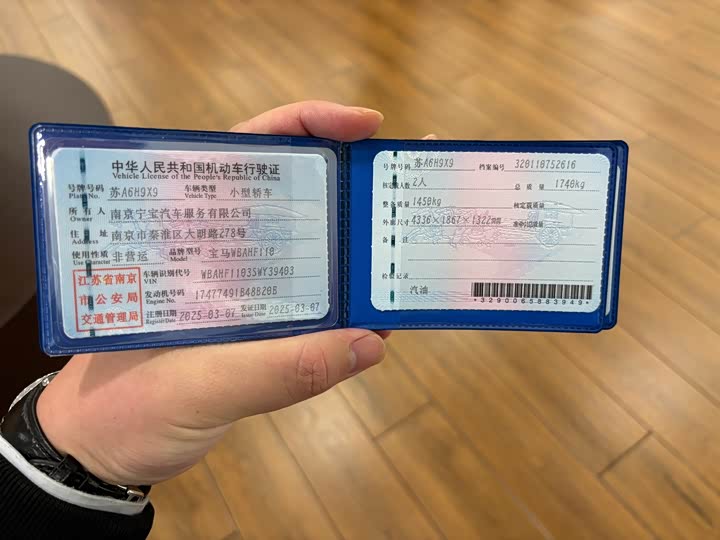 中华人民共和国机动车行驶证
Vehicle License of the People's Republic of China
号牌号码 苏A6H9X9 车辆类型 小型轿车
Plate No. Vehicle Type
所有人 南京宁宝汽车服务有限公司
Owner
住址 南京市秦淮区大明路278号
Address
使用性质 非营运 品牌型号 宝马WBAHF110
Use Character Model
江苏省南京市公安局交通管理局
车辆识别代号 WBAHF1103SWY39403
VIN
发动机号码 17477491B48B20B
Engine No.
注册日期 2025-03-07 发证日期 2025-03-07
Register Date Issue Date
号牌号码 苏A6H9X9 档案编号 320110752616
核定载人数 2人 总质量 1740kg
整备质量 1450kg 核定载质量
外廓尺寸 4336×1867×1322mm 准牵引总质量
备注
检验记录
汽油
*3290065883949*